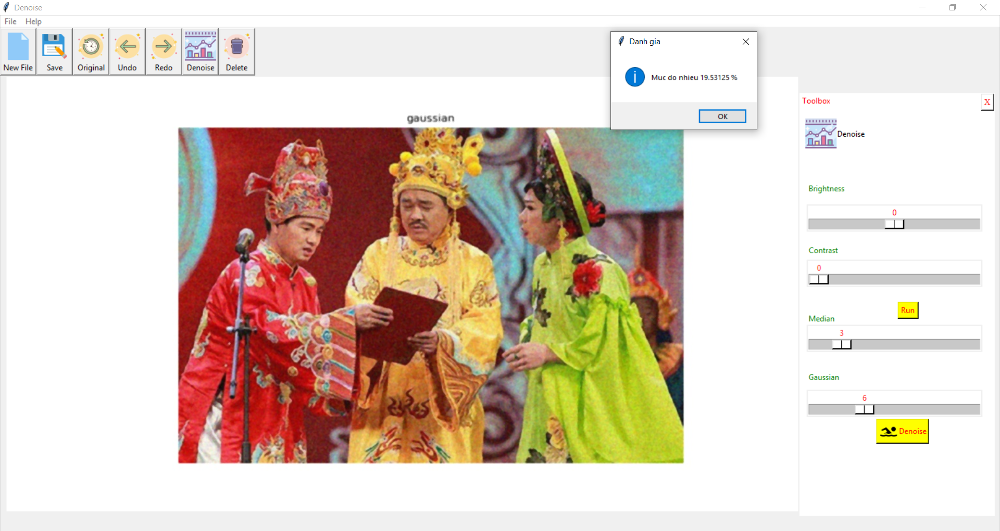 Denoise
File Help
New File Save Original Undo Redo Denoise Delete
Danh gia
Muc do nhieu 19.53125 %
OK
gaussian
Toolbox X
Denoise
Brightness
0
Contrast
0
Run
Median
3
Gaussian
6
Denoise